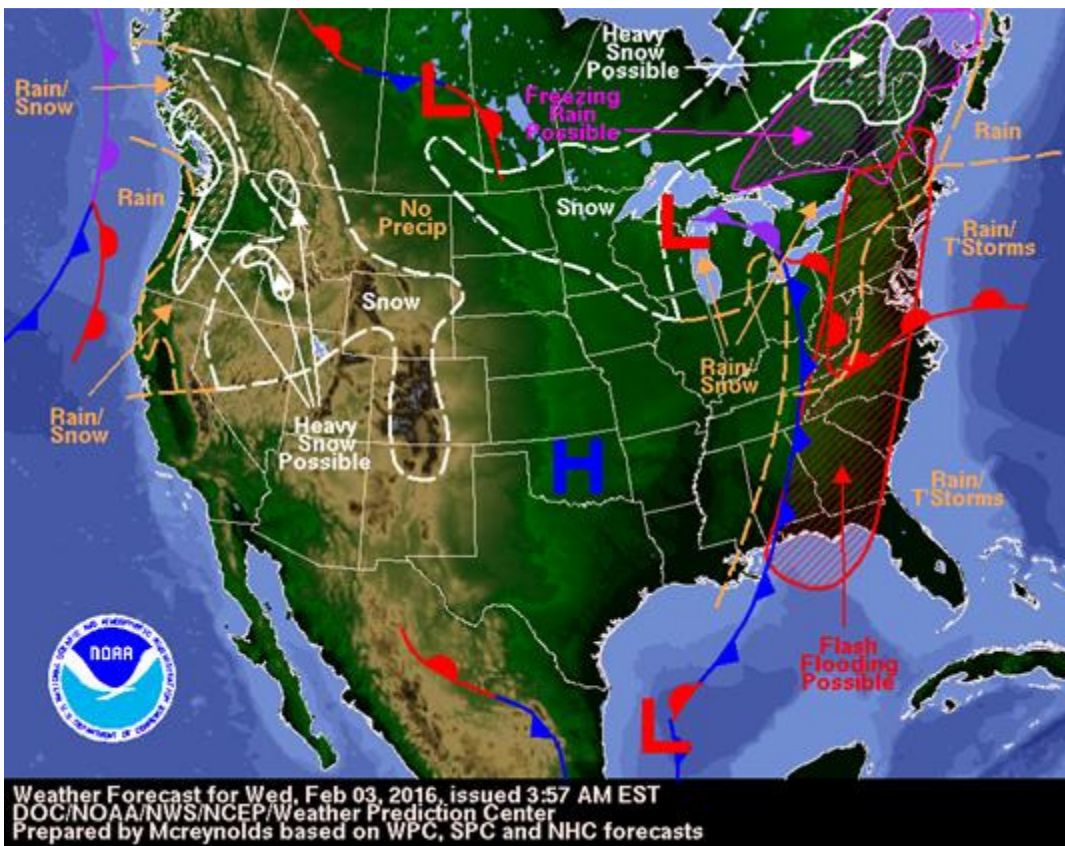 Heavy
Snow
Possible
Rain/
Snow
L
Freezing
Rain
Possible
Rain
Rain
No
Precip
Snow
L
Rain/
T'Storms
Snow
Rain/
Snow
Rain/
Snow
Heavy
Snow
Possible
H
Rain/
T'Storms
NOAA
Flash
Flooding
Possible
L
Weather Forecast for Wed, Feb 03, 2016, issued 3:57 AM EST
DOC/NOAA/NWS/NCEP/Weather Prediction Center
Prepared by Mcreynolds based on WPC, SPC and NHC forecasts